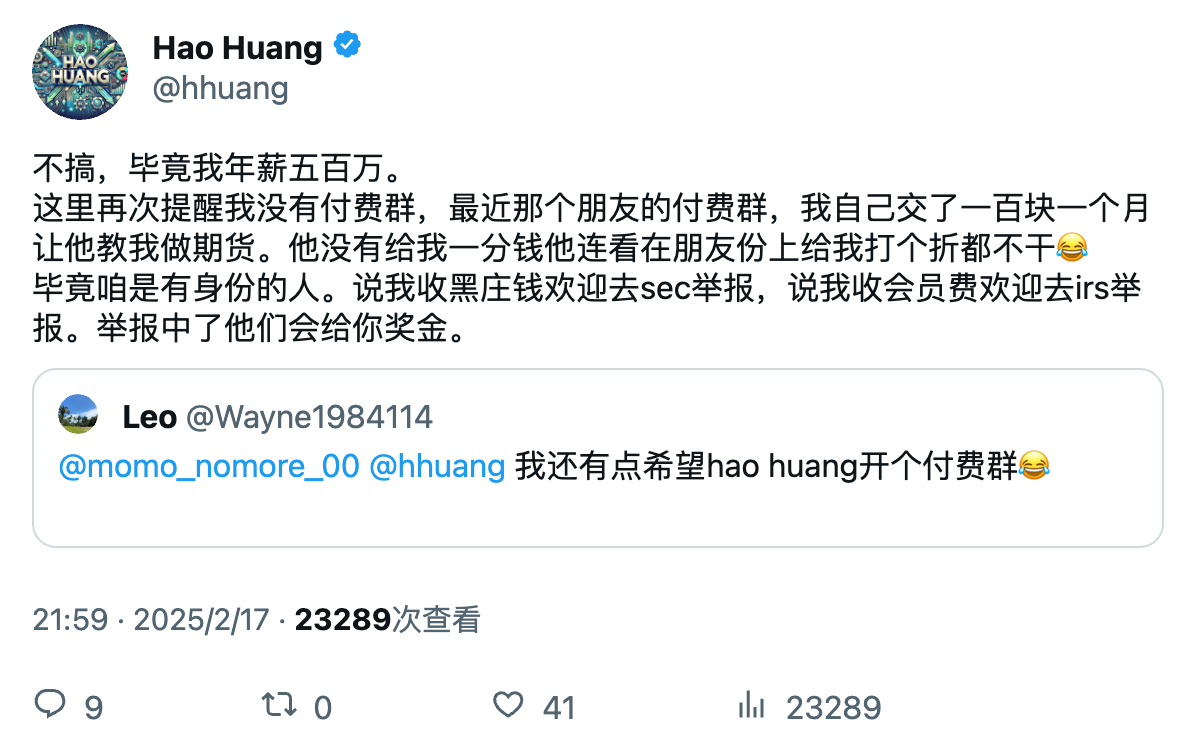 HAO
HUANG
Hao Huang
@hhuang
不搞，毕竟我年薪五百万。
这里再次提醒我没有付费群，最近那个朋友的付费群，我自己交了一百块一个月
让他教我做期货。他没有给我一分钱他连看在朋友份上给我打个折都不干😂
毕竟咱是有身份的人。说我收黑庄钱欢迎去sec举报，说我收会员费欢迎去irs举
报。举报中了他们会给你奖金。
Leo @Wayne1984114
@momo_nomore_00 @hhuang 我还有点希望hao huang开个付费群😂
21:59 · 2025/2/17 · 23289次查看
9 0 41 23289